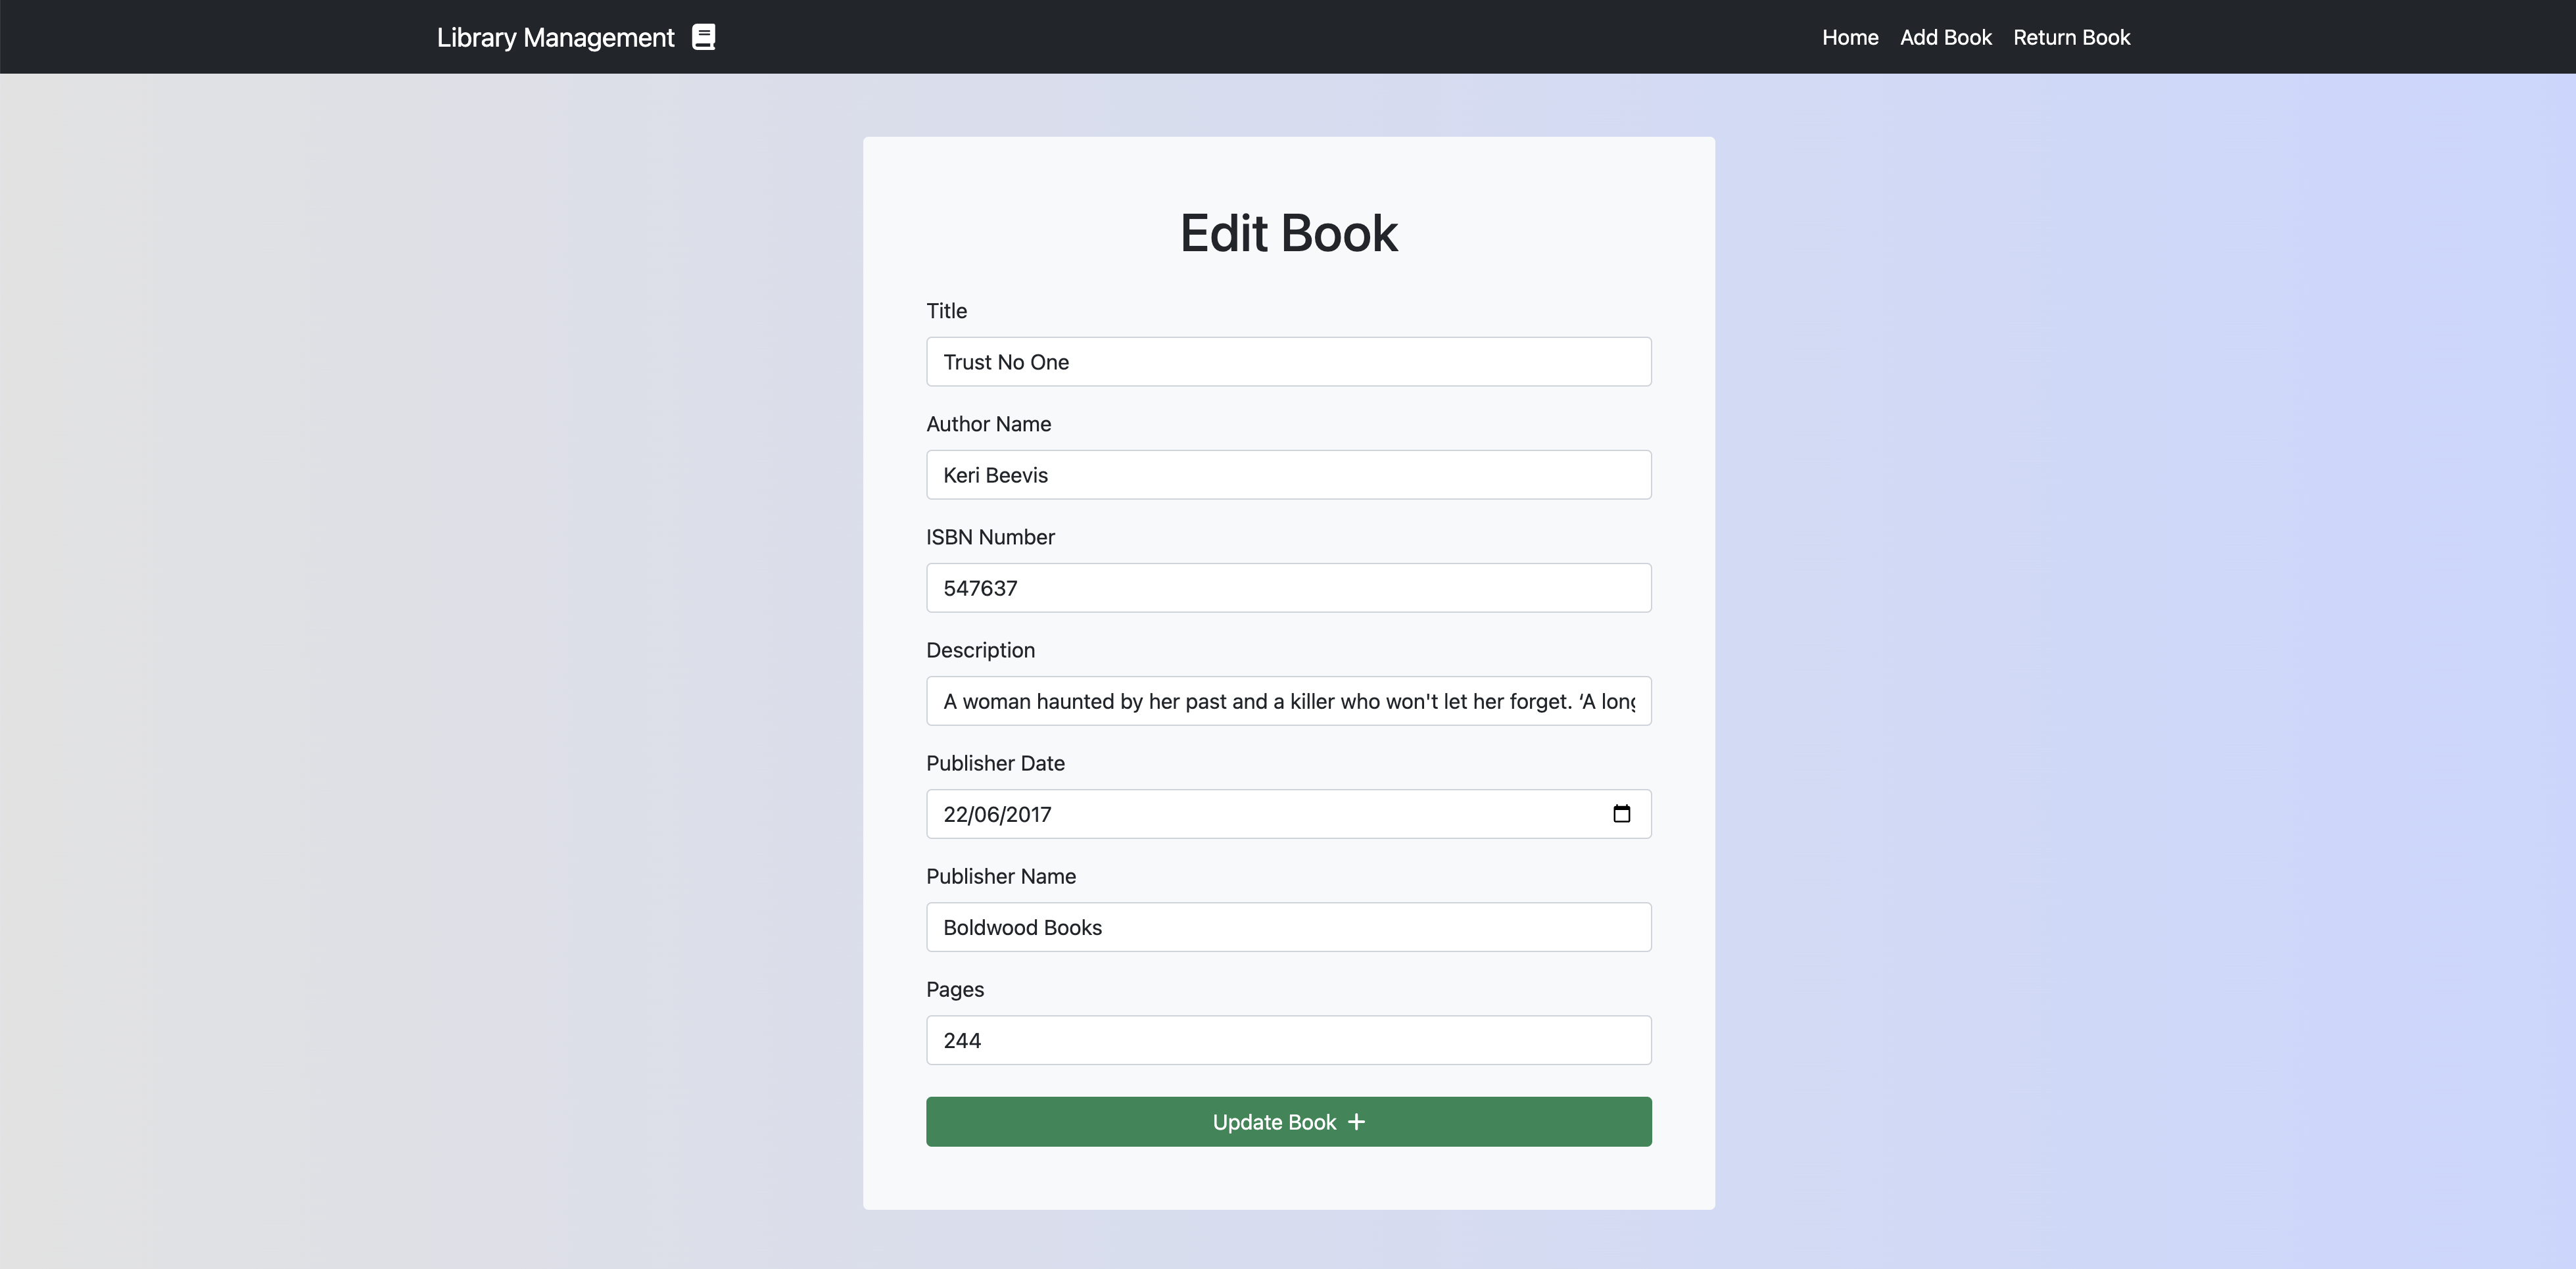 Library Management
Home Add Book Return Book
Edit Book
Title
Trust No One
Author Name
Keri Beevis
ISBN Number
547637
Description
A woman haunted by her past and a killer who won't let her forget. ‘A long
Publisher Date
22/06/2017
Publisher Name
Boldwood Books
Pages
244
Update Book +